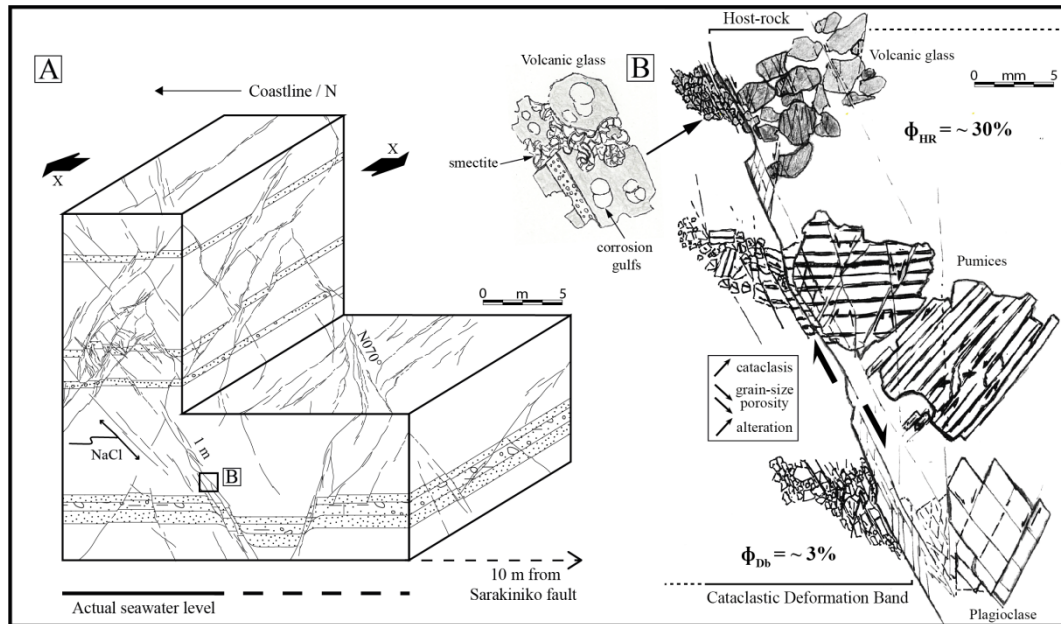 A
Coastline / N
X
X
NaCl
1 m
B
N070°
0 m 5
Actual seawater level
10 m from
Sarakiniko fault
B
Volcanic glass
smectite
corrosion
gulfs
Host-rock
Volcanic glass
0 mm 5
ΦHR = ~ 30%
Pumices
cataclasis
grain-size
porosity
alteration
ΦDb = ~ 3%
Cataclastic Deformation Band
Plagioclase